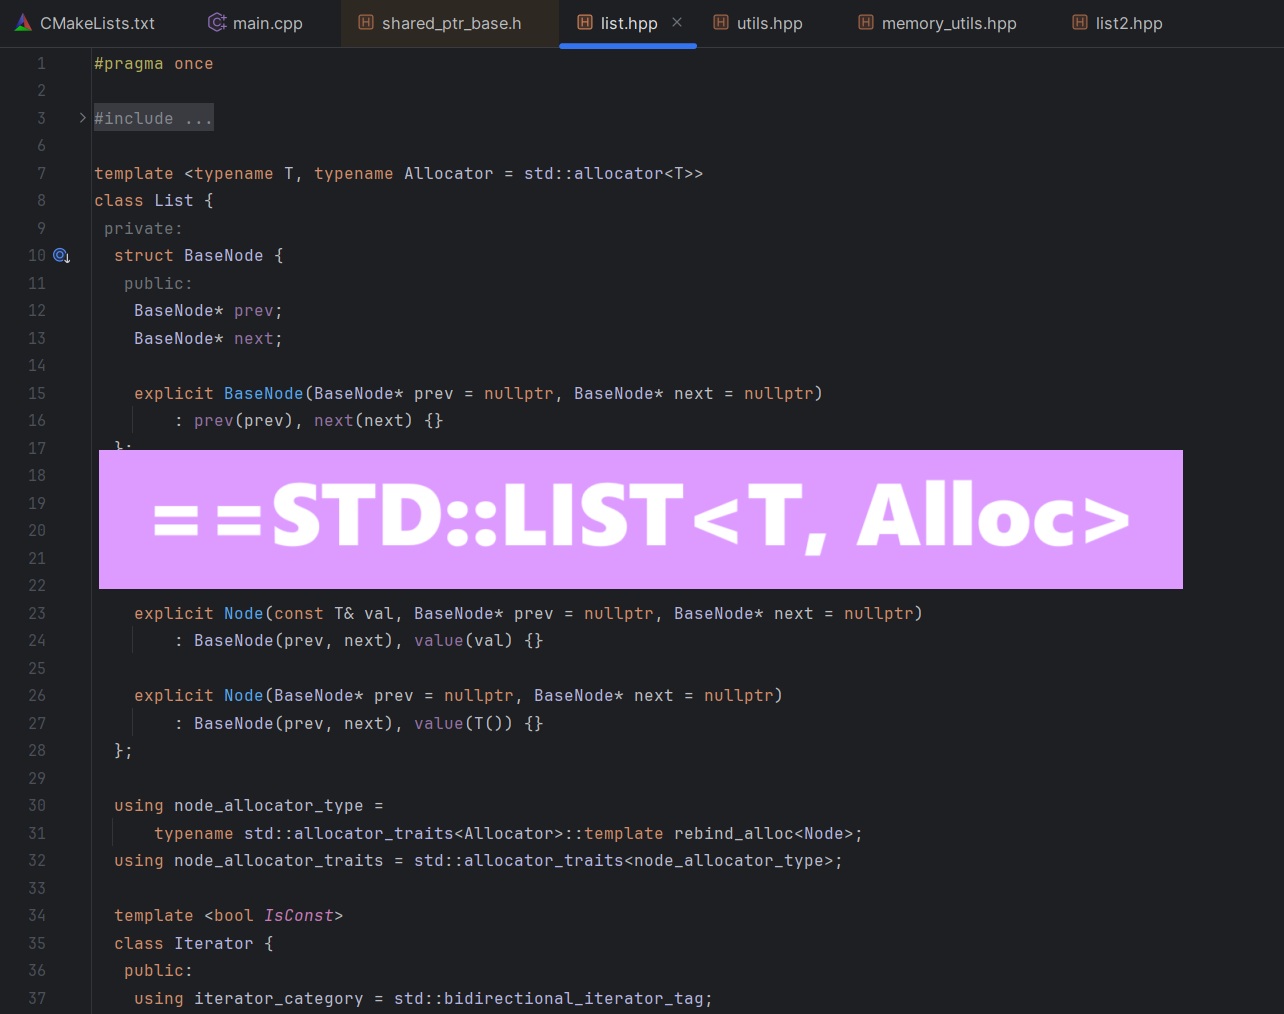 CMakeLists.txt main.cpp shared_ptr_base.h list.hpp utils.hpp memory_utils.hpp list2.hpp
1 #pragma once
2
3 #include ...
6
7 template <typename T, typename Allocator = std::allocator<T>>
8 class List {
9 private:
10 struct BaseNode {
11 public:
12 BaseNode* prev;
13 BaseNode* next;
14
15 explicit BaseNode(BaseNode* prev = nullptr, BaseNode* next = nullptr)
16 : prev(prev), next(next) {}
17 };
18
19
20
21
22
==STD::LIST<T, Alloc>
23 explicit Node(const T& val, BaseNode* prev = nullptr, BaseNode* next = nullptr)
24 : BaseNode(prev, next), value(val) {}
25
26 explicit Node(BaseNode* prev = nullptr, BaseNode* next = nullptr)
27 : BaseNode(prev, next), value(T()) {}
28 };
29
30 using node_allocator_type =
31 typename std::allocator_traits<Allocator>::template rebind_alloc<Node>;
32 using node_allocator_traits = std::allocator_traits<node_allocator_type>;
33
34 template <bool IsConst>
35 class Iterator {
36 public:
37 using iterator_category = std::bidirectional_iterator_tag;